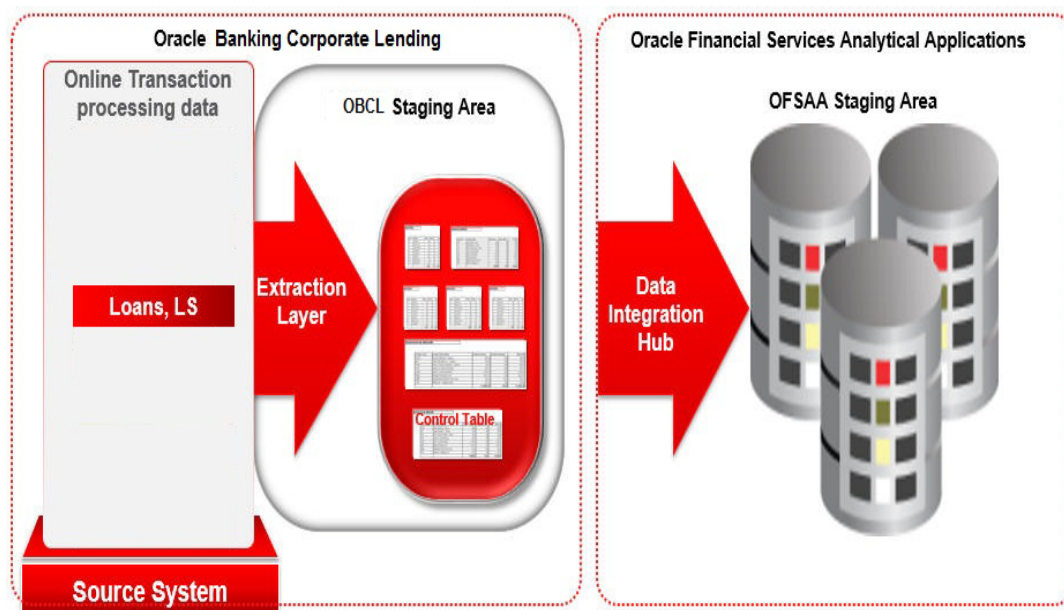 Oracle Banking Corporate Lending
Online Transaction
processing data
Loans, LS
Source System
Extraction
Layer
OBCL Staging Area
Control Table
Oracle Financial Services Analytical Applications
Data
Integration
Hub
OFSAA Staging Area